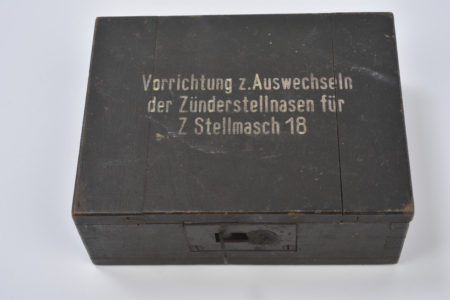 Vorrichtung z.Auswechseln
der Zünderstellnasen für
Z Stellmasch 18